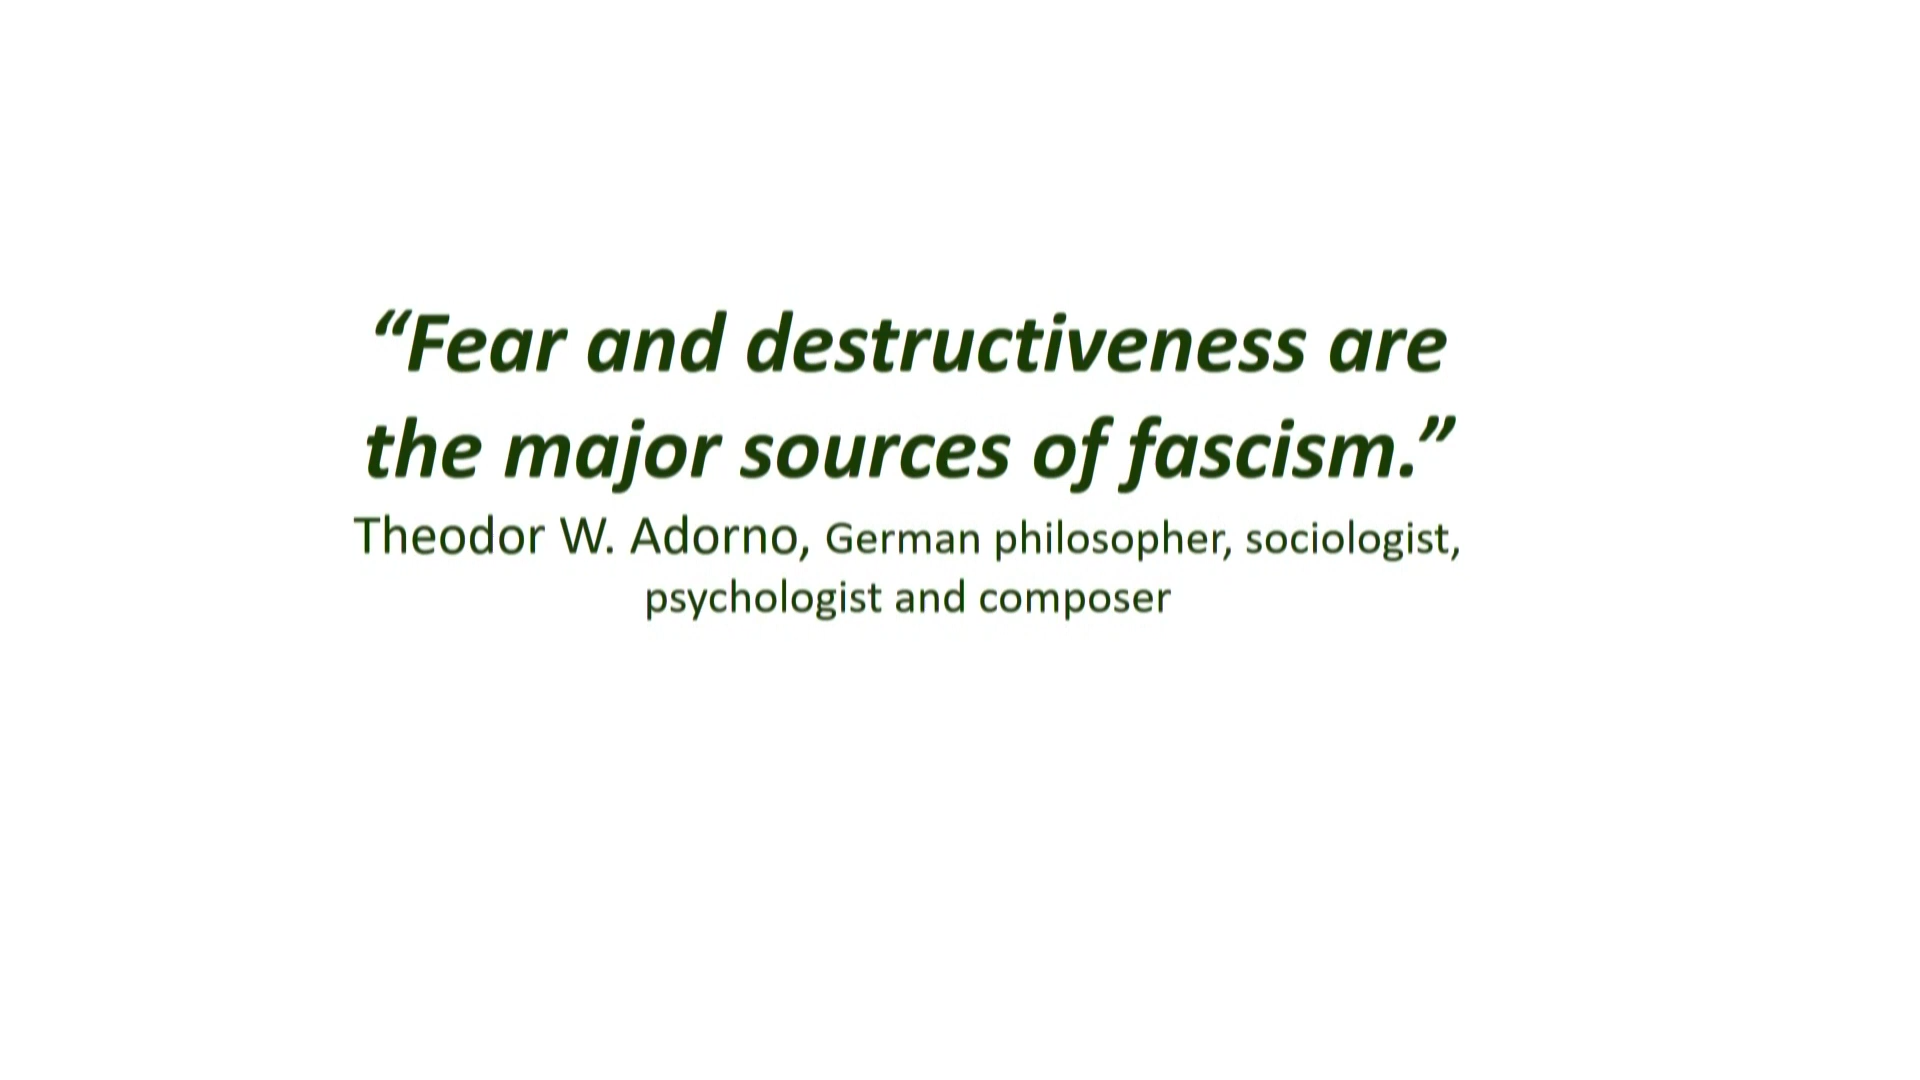 “Fear and destructiveness are
the major sources of fascism.”
Theodor W. Adorno, German philosopher, sociologist,
psychologist and composer